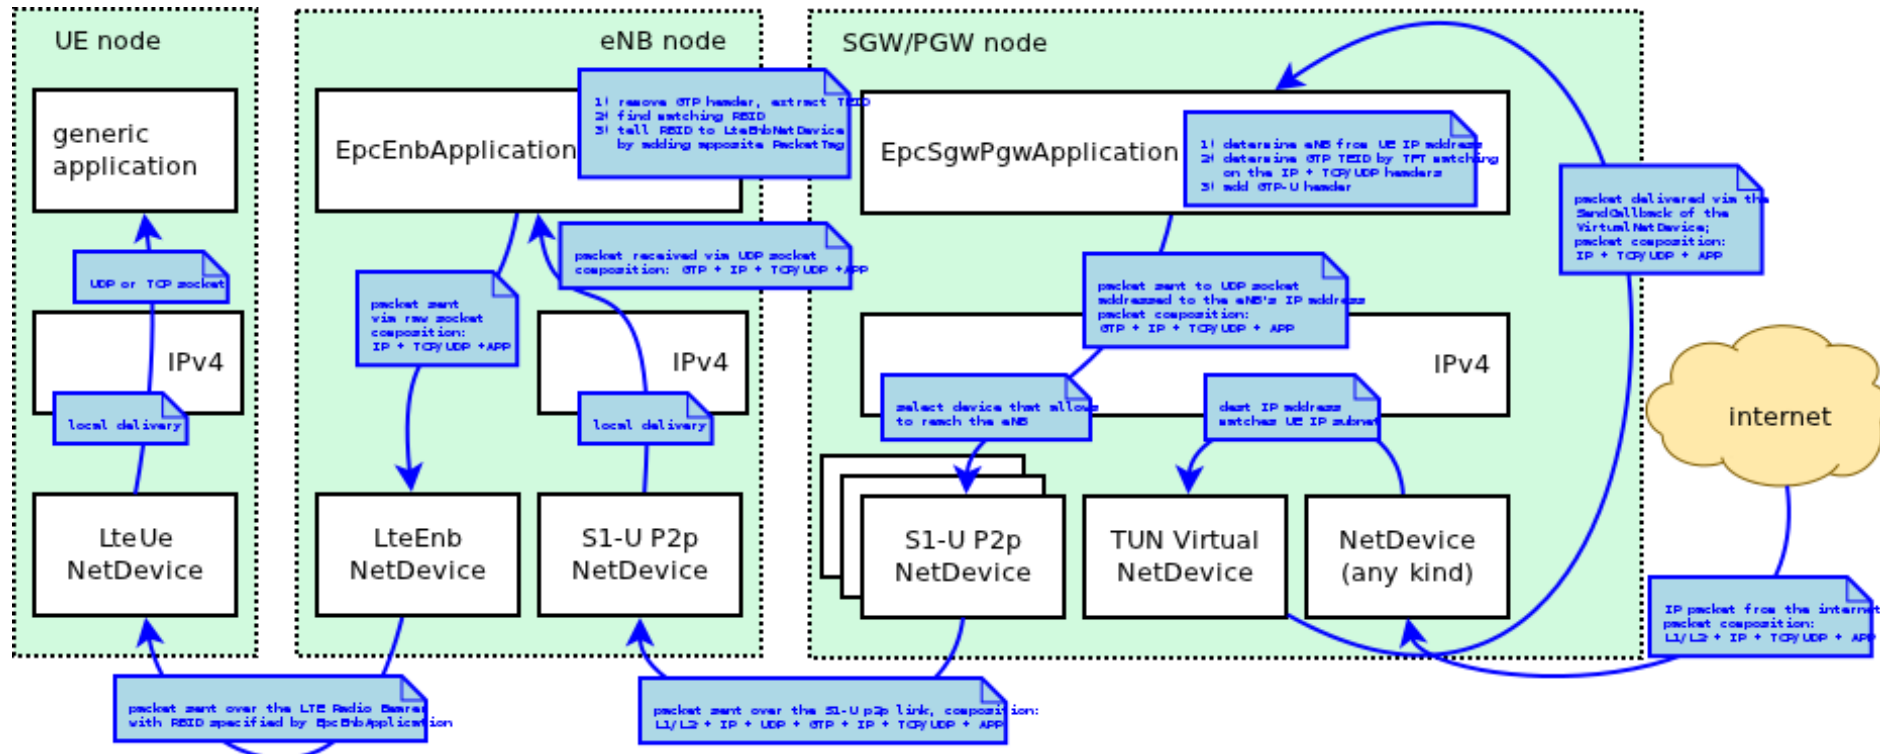 UE node
generic
application
UDP or TCP socket
IPv4
local delivery
LteUe
NetDevice
packet sent over the LTE Radio Bearer
with RBID specified by EpcEnbApplication
eNB node
EpcEnbApplication
1) remove GTP header, extract TEID
2) find matching RBID
3) tell RBID to LteEnbNetDevice
by adding apposite PacketTag
packet received via UDP socket
composition: GTP + IP + TCP/UDP +APP
packet sent
via raw socket
composition:
IP + TCP/UDP +APP
IPv4
local delivery
LteEnb
NetDevice
S1-U P2p
NetDevice
packet sent over the S1-U p2p link, composition:
L1/L2 + IP + UDP + GTP + IP + TCP/UDP + APP
SGW/PGW node
EpcSgwPgwApplication
1) determine eNB from UE IP address
2) determine GTP TEID by TFT matching
on the IP + TCP/UDP headers
3) add GTP-U header
packet sent to UDP socket
addressed to the eNB's IP address
packet composition:
GTP + IP + TCP/UDP + APP
IPv4
select device that allows
to reach the eNB
dest IP address
matches UE IP subnet
S1-U P2p
NetDevice
TUN Virtual
NetDevice
NetDevice
(any kind)
packet delivered via the
SendCallback of the
VirtualNetDevice;
packet composition:
IP + TCP/UDP + APP
internet
IP packet from the internet
packet composition:
L1/L2 + IP + TCP/UDP + APP